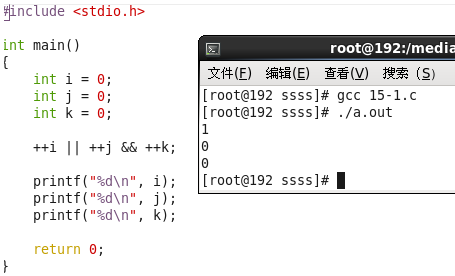 #include <stdio.h>
int main()
{
    int i = 0;
    int j = 0;
    int k = 0;
    ++i || ++j && ++k;
    printf("%d\n", i);
    printf("%d\n", j);
    printf("%d\n", k);
    return 0;
}
root@192:/media
文件(F) 编辑(E) 查看(V) 搜索 (S)
[root@192 ssss]# gcc 15-1.c
[root@192 ssss]# ./a.out
1
0
0
[root@192 ssss]#